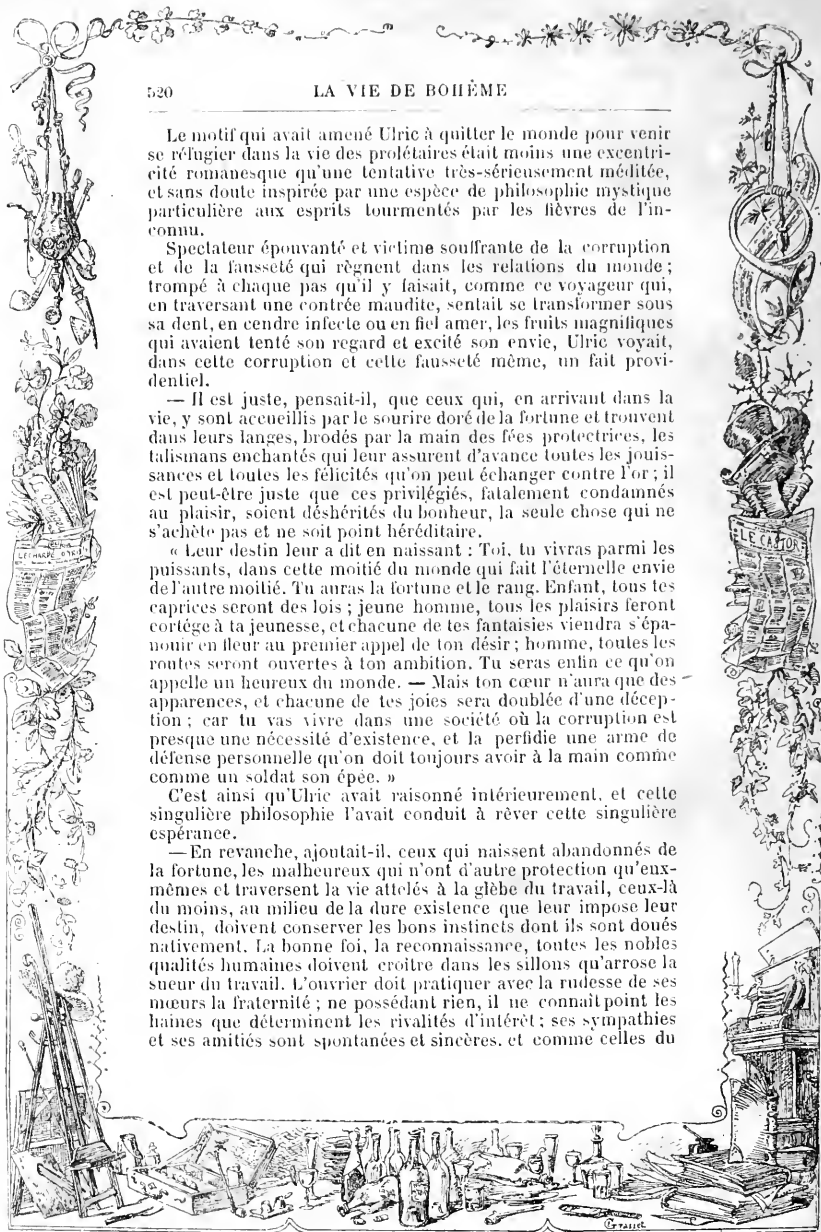 520 LA VIE DE BOHÊME
Le motif qui avait amené Ulric à quitter le monde pour venir
se réfugier dans la vie des prolétaires était moins une excentri-
cité romanesque qu'une tentative très-sérieusement méditée,
et sans doute inspirée par une espèce de philosophie mystique
particulière aux esprits tourmentés par les fièvres de l'in-
connu.
Spectateur épouvanté et victime souffrante de la corruption
et de la fausseté qui règnent dans les relations du monde ;
trompé à chaque pas qu'il y faisait, comme ce voyageur qui,
en traversant une contrée maudite, sentait se transformer sous
sa dent, en cendre infecte ou en fiel amer, les fruits magnifiques
qui avaient tenté son regard et excité son envie, Ulric voyait,
dans cette corruption et cette fausseté même, un fait provi-
dentiel.
— Il est juste, pensait-il, que ceux qui, en arrivant dans la
vie, y sont accueillis par le sourire doré de la fortune et trouvent
dans leurs langes, brodés par la main des fées protectrices, les
talismans enchantés qui leur assurent d'avance toutes les jouis-
sances et toutes les félicités qu'on peut échanger contre l'or ; il
est peut-être juste que ces privilégiés, fatalement condamnés
au plaisir, soient déshérités du bonheur, la seule chose qui ne
s'achète pas et ne soit point héréditaire.
« Leur destin leur a dit en naissant : Toi, tu vivras parmi les
puissants, dans cette moitié du monde qui fait l'éternelle envie
de l'autre moitié. Tu auras la fortune et le rang. Enfant, tous tes
caprices seront des lois ; jeune homme, tous les plaisirs feront
cortége à ta jeunesse, et chacune de tes fantaisies viendra s'épa-
nouir en fleur au premier appel de ton désir ; homme, toutes les
routes seront ouvertes à ton ambition. Tu seras enfin ce qu'on
appelle un heureux du monde. — Mais ton cœur n'aura que des
apparences, et chacune de tes joies sera doublée d'une décep-
tion ; car tu vas vivre dans une société où la corruption est
presque une nécessité d'existence, et la perfidie une arme de
défense personnelle qu'on doit toujours avoir à la main comme
comme un soldat son épée. »
C'est ainsi qu'Ulric avait raisonné intérieurement, et cette
singulière philosophie l'avait conduit à rêver cette singulière
espérance.
— En revanche, ajoutait-il, ceux qui naissent abandonnés de
la fortune, les malheureux qui n'ont d'autre protection qu'eux-
mêmes et traversent la vie attelés à la glèbe du travail, ceux-là
du moins, au milieu de la dure existence que leur impose leur
destin, doivent conserver les bons instincts dont ils sont doués
nativement. La bonne foi, la reconnaissance, toutes les nobles
qualités humaines doivent croître dans les sillons qu'arrose la
sueur du travail. L'ouvrier doit pratiquer avec la rudesse de ses
mœurs la fraternité ; ne possédant rien, il ne connaît point les
haines que déterminent les rivalités d'intérêt ; ses sympathies
et ses amitiés sont spontanées et sincères, et comme celles du
LE CASTOR
Grasset